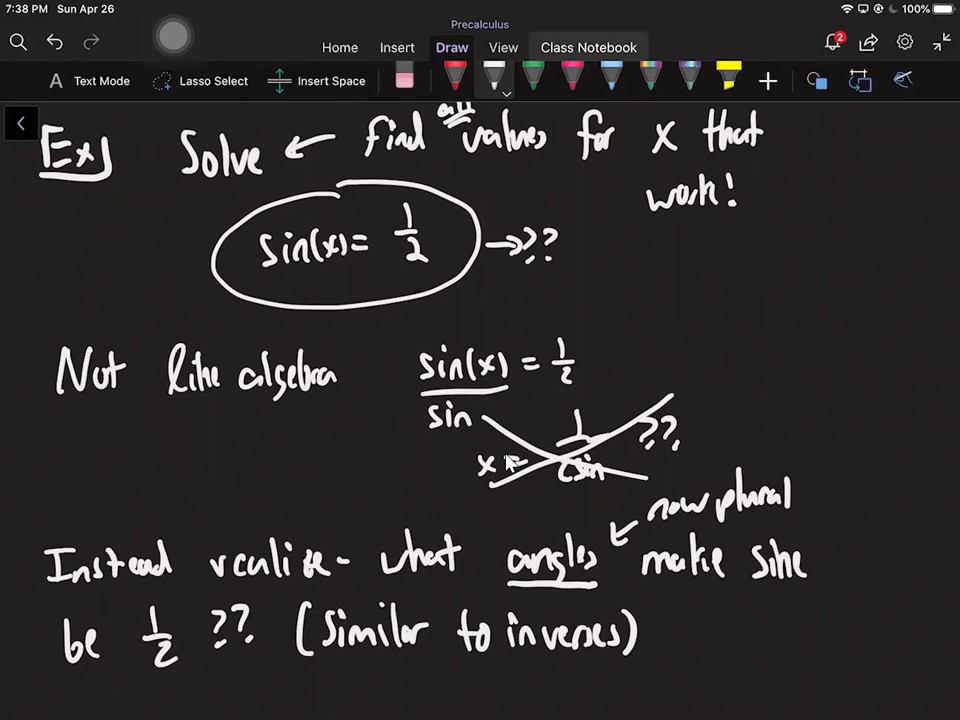 7:38 PM Sun Apr 26 100%
Precalculus
Home Insert Draw View Class Notebook 2
Text Mode Lasso Select Insert Space
all
Ex) Solve ← find values for x that
work!
sin(x) = 1/2 → ??
Not like algebra sin(x) = 1/2
sin
x = 1/2sin ??
now plural
Instead realize - what angles make sine
be 1/2 ?? (similar to inverses)